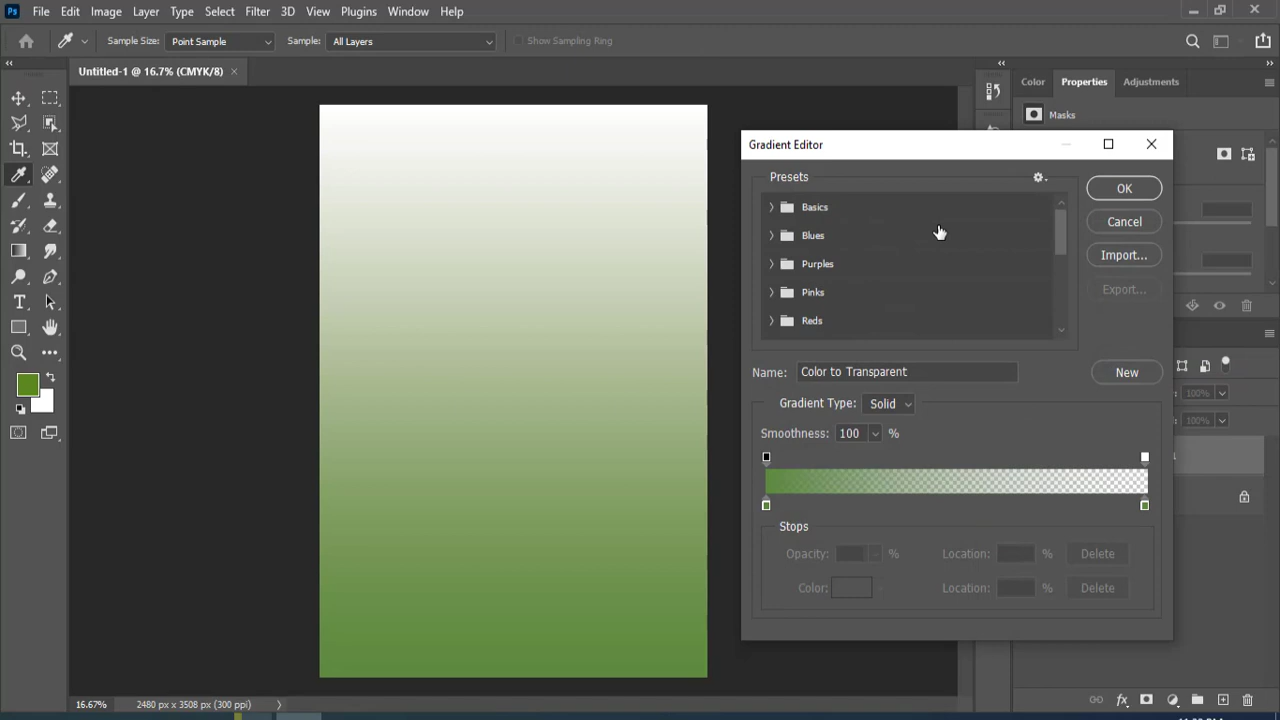 Ps File Edit Image Layer Type Select Filter 3D View Plugins Window Help
Sample Size: Point Sample Sample: All Layers Show Sampling Ring
Untitled-1 @ 16.7% (CMYK/8) ×
Color Properties Adjustments
Masks
Gradient Editor
Presets
Basics
Blues
Purples
Pinks
Reds
OK
Cancel
Import...
Export...
Name: Color to Transparent
New
Gradient Type: Solid
Smoothness: 100 %
Stops
Opacity: % Location: % Delete
Color: Location: % Delete
100%
100%
16.67% 2480 px x 3508 px (300 ppi)